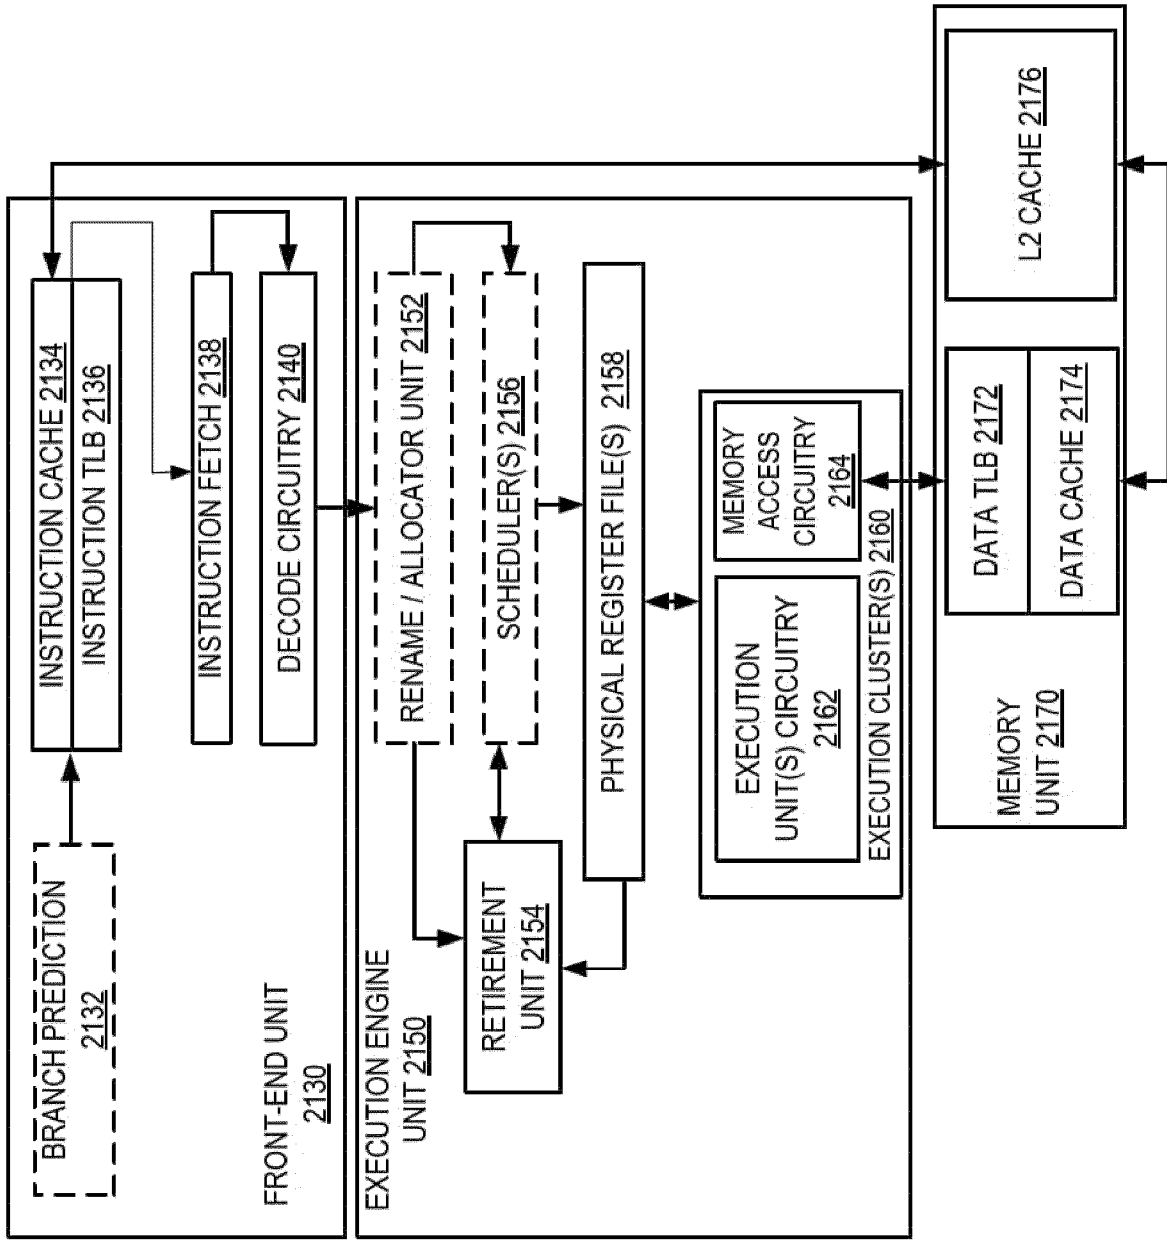 BRANCH PREDICTION
2132
INSTRUCTION CACHE 2134
INSTRUCTION TLB 2136
INSTRUCTION FETCH 2138
DECODE CIRCUITRY 2140
FRONT-END UNIT
2130
EXECUTION ENGINE
UNIT 2150
RENAME / ALLOCATOR UNIT 2152
RETIREMENT
UNIT 2154
SCHEDULER(S) 2156
PHYSICAL REGISTER FILE(S) 2158
EXECUTION
UNIT(S) CIRCUITRY
2162
MEMORY
ACCESS
CIRCUITRY
2164
EXECUTION CLUSTER(S) 2160
MEMORY
UNIT 2170
DATA TLB 2172
DATA CACHE 2174
L2 CACHE 2176